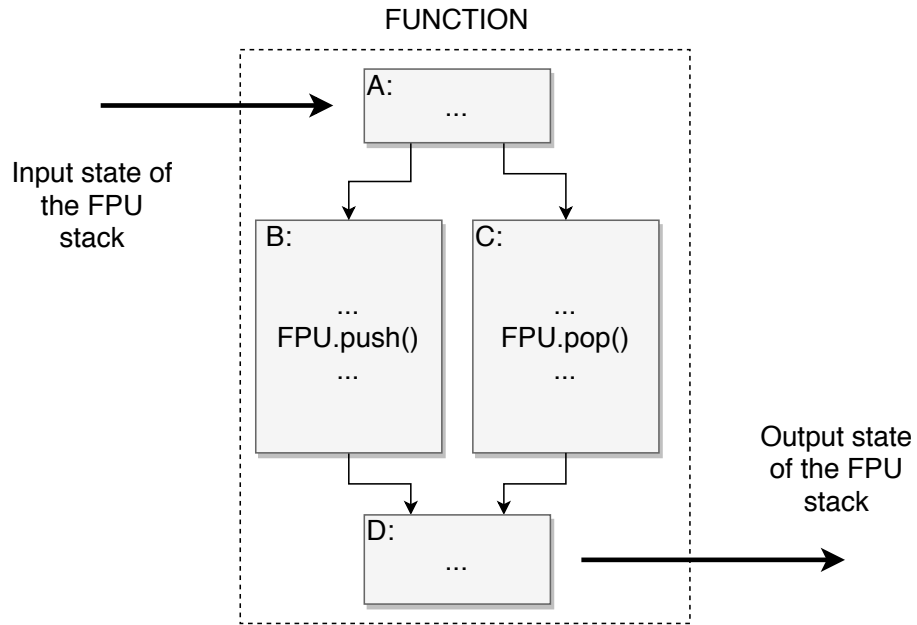 FUNCTION
A:
...
Input state of
the FPU
stack
B:
...
FPU.push()
...
C:
...
FPU.pop()
...
Output state
of the FPU
stack
D:
...